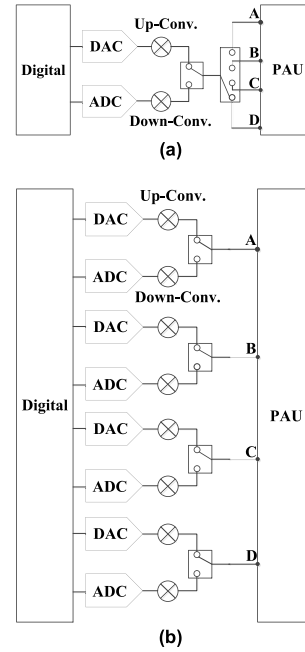 Up-Conv.
A
DAC
B
Digital
PAU
C
ADC
Down-Conv.
D
(a)
Up-Conv.
DAC
A
ADC
Down-Conv.
DAC
B
ADC
Digital
PAU
DAC
C
ADC
DAC
D
ADC
(b)